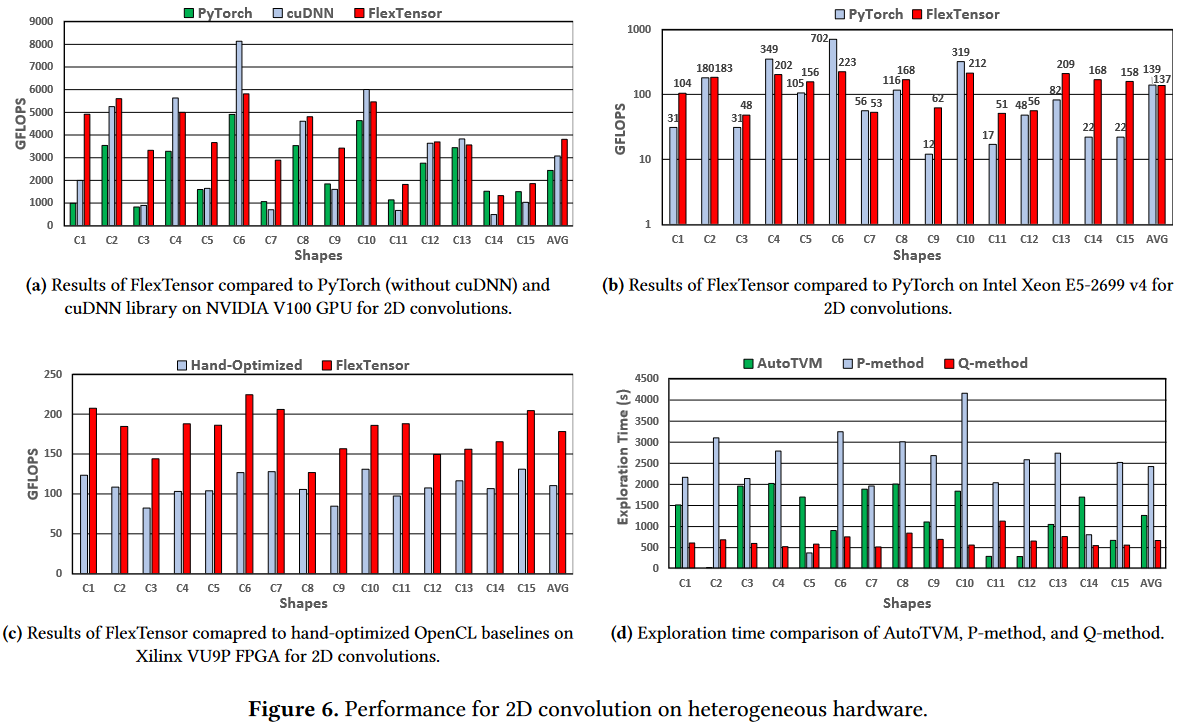 PyTorch cuDNN FlexTensor
9000
8000
7000
6000
5000
4000
3000
2000
1000
0
GFLOPS
C1 C2 C3 C4 C5 C6 C7 C8 C9 C10 C11 C12 C13 C14 C15 AVG
Shapes
(a) Results of FlexTensor compared to PyTorch (without cuDNN) and
cuDNN library on NVIDIA V100 GPU for 2D convolutions.
PyTorch FlexTensor
1000
100
10
1
GFLOPS
31 104 180 183 31 48 349 202 105 156 702 223 56 53 116 168 12 62 319 212 17 51 48 56 82 209 22 168 22 158 139 137
C1 C2 C3 C4 C5 C6 C7 C8 C9 C10 C11 C12 C13 C14 C15 AVG
Shapes
(b) Results of FlexTensor compared to PyTorch on Intel Xeon E5-2699 v4 for
2D convolutions.
Hand-Optimized FlexTensor
250
200
150
100
50
0
GFLOPS
C1 C2 C3 C4 C5 C6 C7 C8 C9 C10 C11 C12 C13 C14 C15 AVG
Shapes
(c) Results of FlexTensor comapred to hand-optimized OpenCL baselines on
Xilinx VU9P FPGA for 2D convolutions.
AutoTVM P-method Q-method
4500
4000
3500
3000
2500
2000
1500
1000
500
0
Exploration Time (s)
C1 C2 C3 C4 C5 C6 C7 C8 C9 C10 C11 C12 C13 C14 C15 AVG
Shapes
(d) Exploration time comparison of AutoTVM, P-method, and Q-method.
Figure 6. Performance for 2D convolution on heterogeneous hardware.